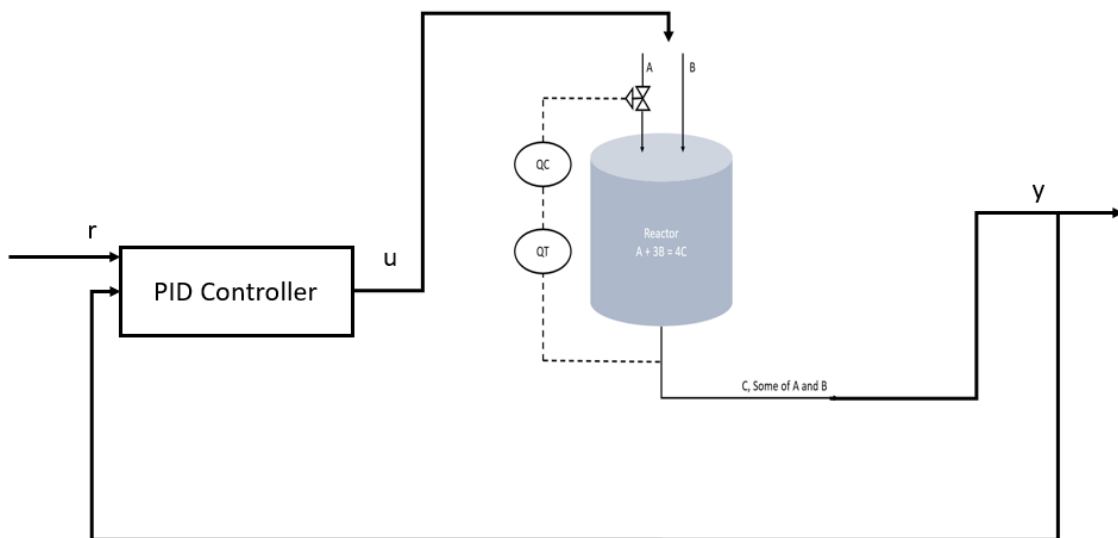 A
B
QC
y
r
Reactor
A + 3B = 4C
QT
u
PID Controller
C, Some of A and B